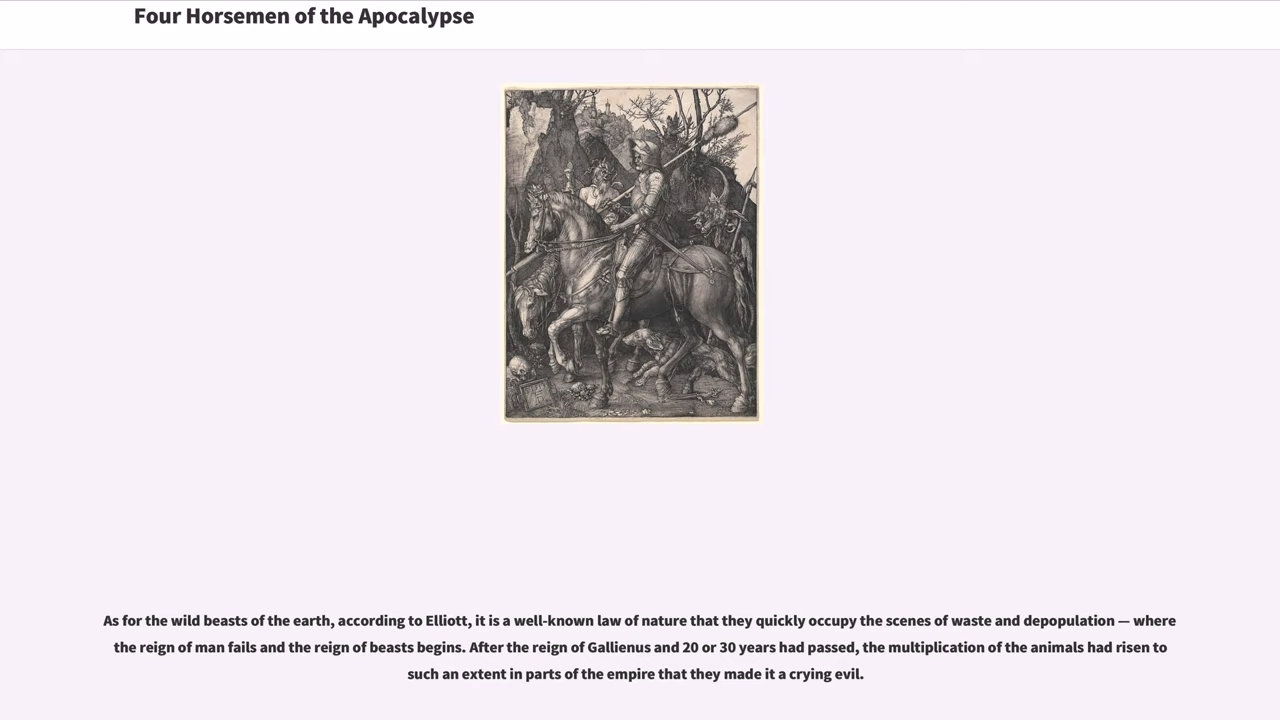 Four Horsemen of the Apocalypse
As for the wild beasts of the earth, according to Elliott, it is a well-known law of nature that they quickly occupy the scenes of waste and depopulation — where
the reign of man fails and the reign of beasts begins. After the reign of Gallienus and 20 or 30 years had passed, the multiplication of the animals had risen to
such an extent in parts of the empire that they made it a crying evil.